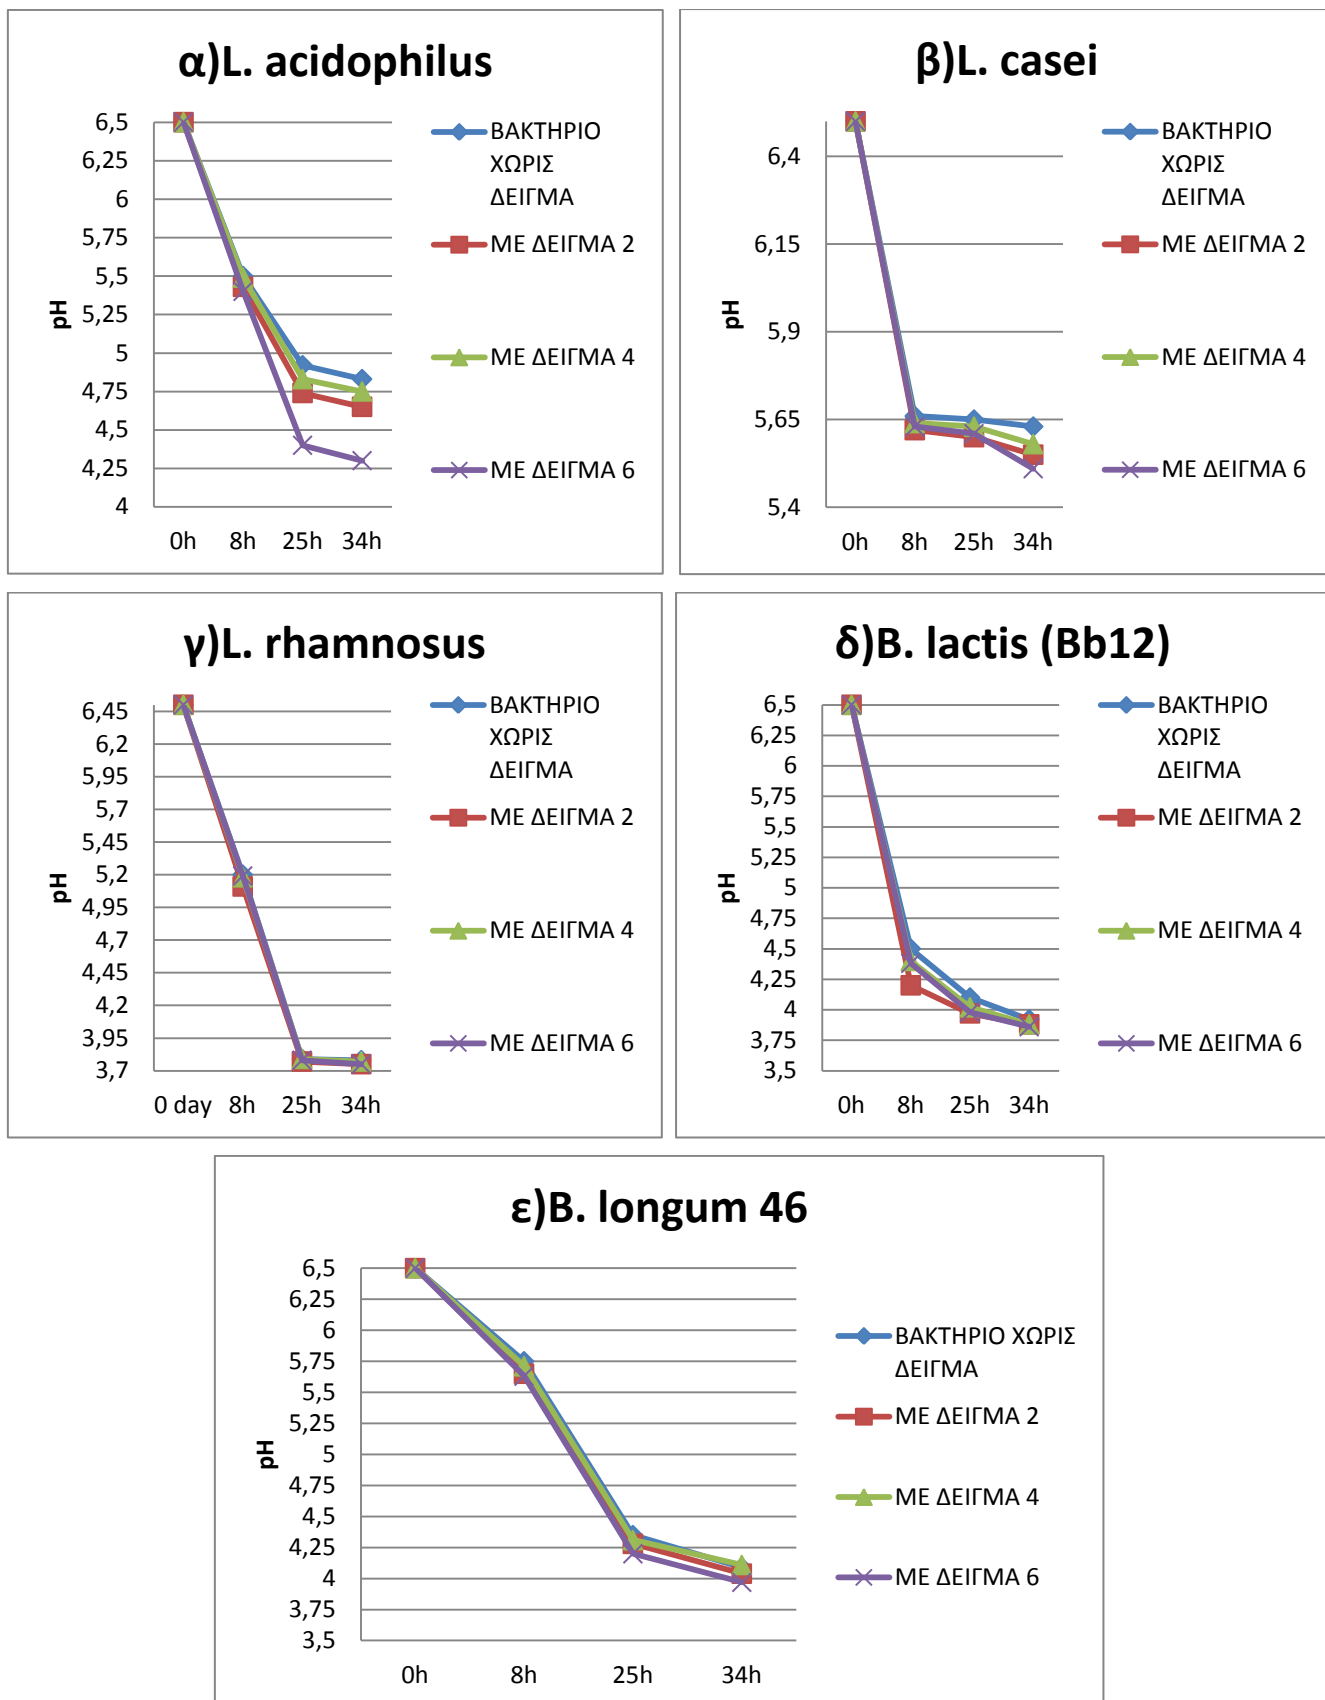 α)L. acidophilus
6,5
6,25
6
5,75
5,5
5,25
5
4,75
4,5
4,25
4
pH
0h 8h 25h 34h
ΒΑΚΤΗΡΙΟ
ΧΩΡΙΣ
ΔΕΙΓΜΑ
ΜΕ ΔΕΙΓΜΑ 2
ΜΕ ΔΕΙΓΜΑ 4
ΜΕ ΔΕΙΓΜΑ 6
β)L. casei
6,4
6,15
5,9
5,65
5,4
pH
0h 8h 25h 34h
ΒΑΚΤΗΡΙΟ
ΧΩΡΙΣ
ΔΕΙΓΜΑ
ΜΕ ΔΕΙΓΜΑ 2
ΜΕ ΔΕΙΓΜΑ 4
ΜΕ ΔΕΙΓΜΑ 6
γ)L. rhamnosus
6,45
6,2
5,95
5,7
5,45
5,2
4,95
4,7
4,45
4,2
3,95
3,7
pH
0 day 8h 25h 34h
ΒΑΚΤΗΡΙΟ
ΧΩΡΙΣ
ΔΕΙΓΜΑ
ΜΕ ΔΕΙΓΜΑ 2
ΜΕ ΔΕΙΓΜΑ 4
ΜΕ ΔΕΙΓΜΑ 6
δ)B. lactis (Bb12)
6,5
6,25
6
5,75
5,5
5,25
5
4,75
4,5
4,25
4
3,75
3,5
pH
0h 8h 25h 34h
ΒΑΚΤΗΡΙΟ
ΧΩΡΙΣ
ΔΕΙΓΜΑ
ΜΕ ΔΕΙΓΜΑ 2
ΜΕ ΔΕΙΓΜΑ 4
ΜΕ ΔΕΙΓΜΑ 6
ε)B. longum 46
6,5
6,25
6
5,75
5,5
5,25
5
4,75
4,5
4,25
4
3,75
3,5
pH
0h 8h 25h 34h
ΒΑΚΤΗΡΙΟ ΧΩΡΙΣ
ΔΕΙΓΜΑ
ΜΕ ΔΕΙΓΜΑ 2
ΜΕ ΔΕΙΓΜΑ 4
ΜΕ ΔΕΙΓΜΑ 6